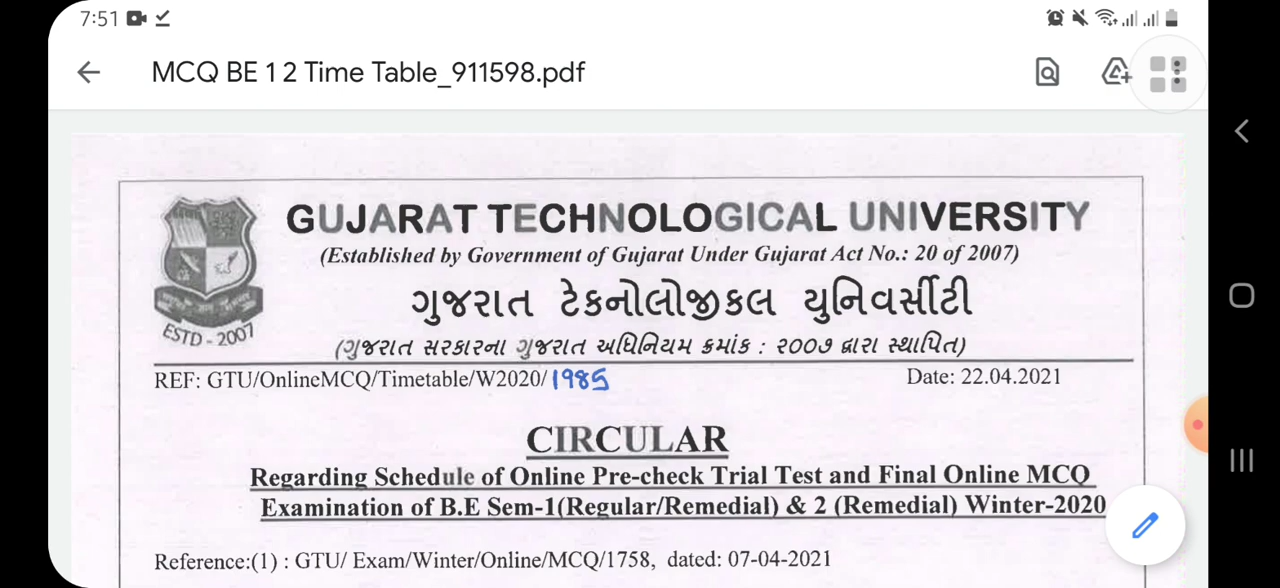 7:51
MCQ BE 1 2 Time Table_911598.pdf
GUJARAT TECHNOLOGICAL UNIVERSITY
(Established by Government of Gujarat Under Gujarat Act No.: 20 of 2007)
ગુજરાત ટેકનોલોજીકલ યુનિવર્સીટી
(ગુજરાત સરકારના ગુજરાત અધિનિયમ ક્રમાંક : ૨૦૦૭ દ્વારા સ્થાપિત)
ESTD - 2007
REF: GTU/OnlineMCQ/Timetable/W2020/1985 Date: 22.04.2021
CIRCULAR
Regarding Schedule of Online Pre-check Trial Test and Final Online MCQ
Examination of B.E Sem-1(Regular/Remedial) & 2 (Remedial) Winter-2020
Reference:(1) : GTU/ Exam/Winter/Online/MCQ/1758, dated: 07-04-2021